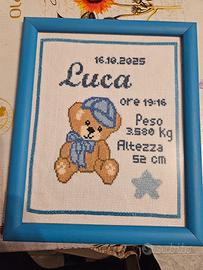 16.10.2025
Luca
ore 19:16
Peso
3.580 kg
Altezza
52 cm